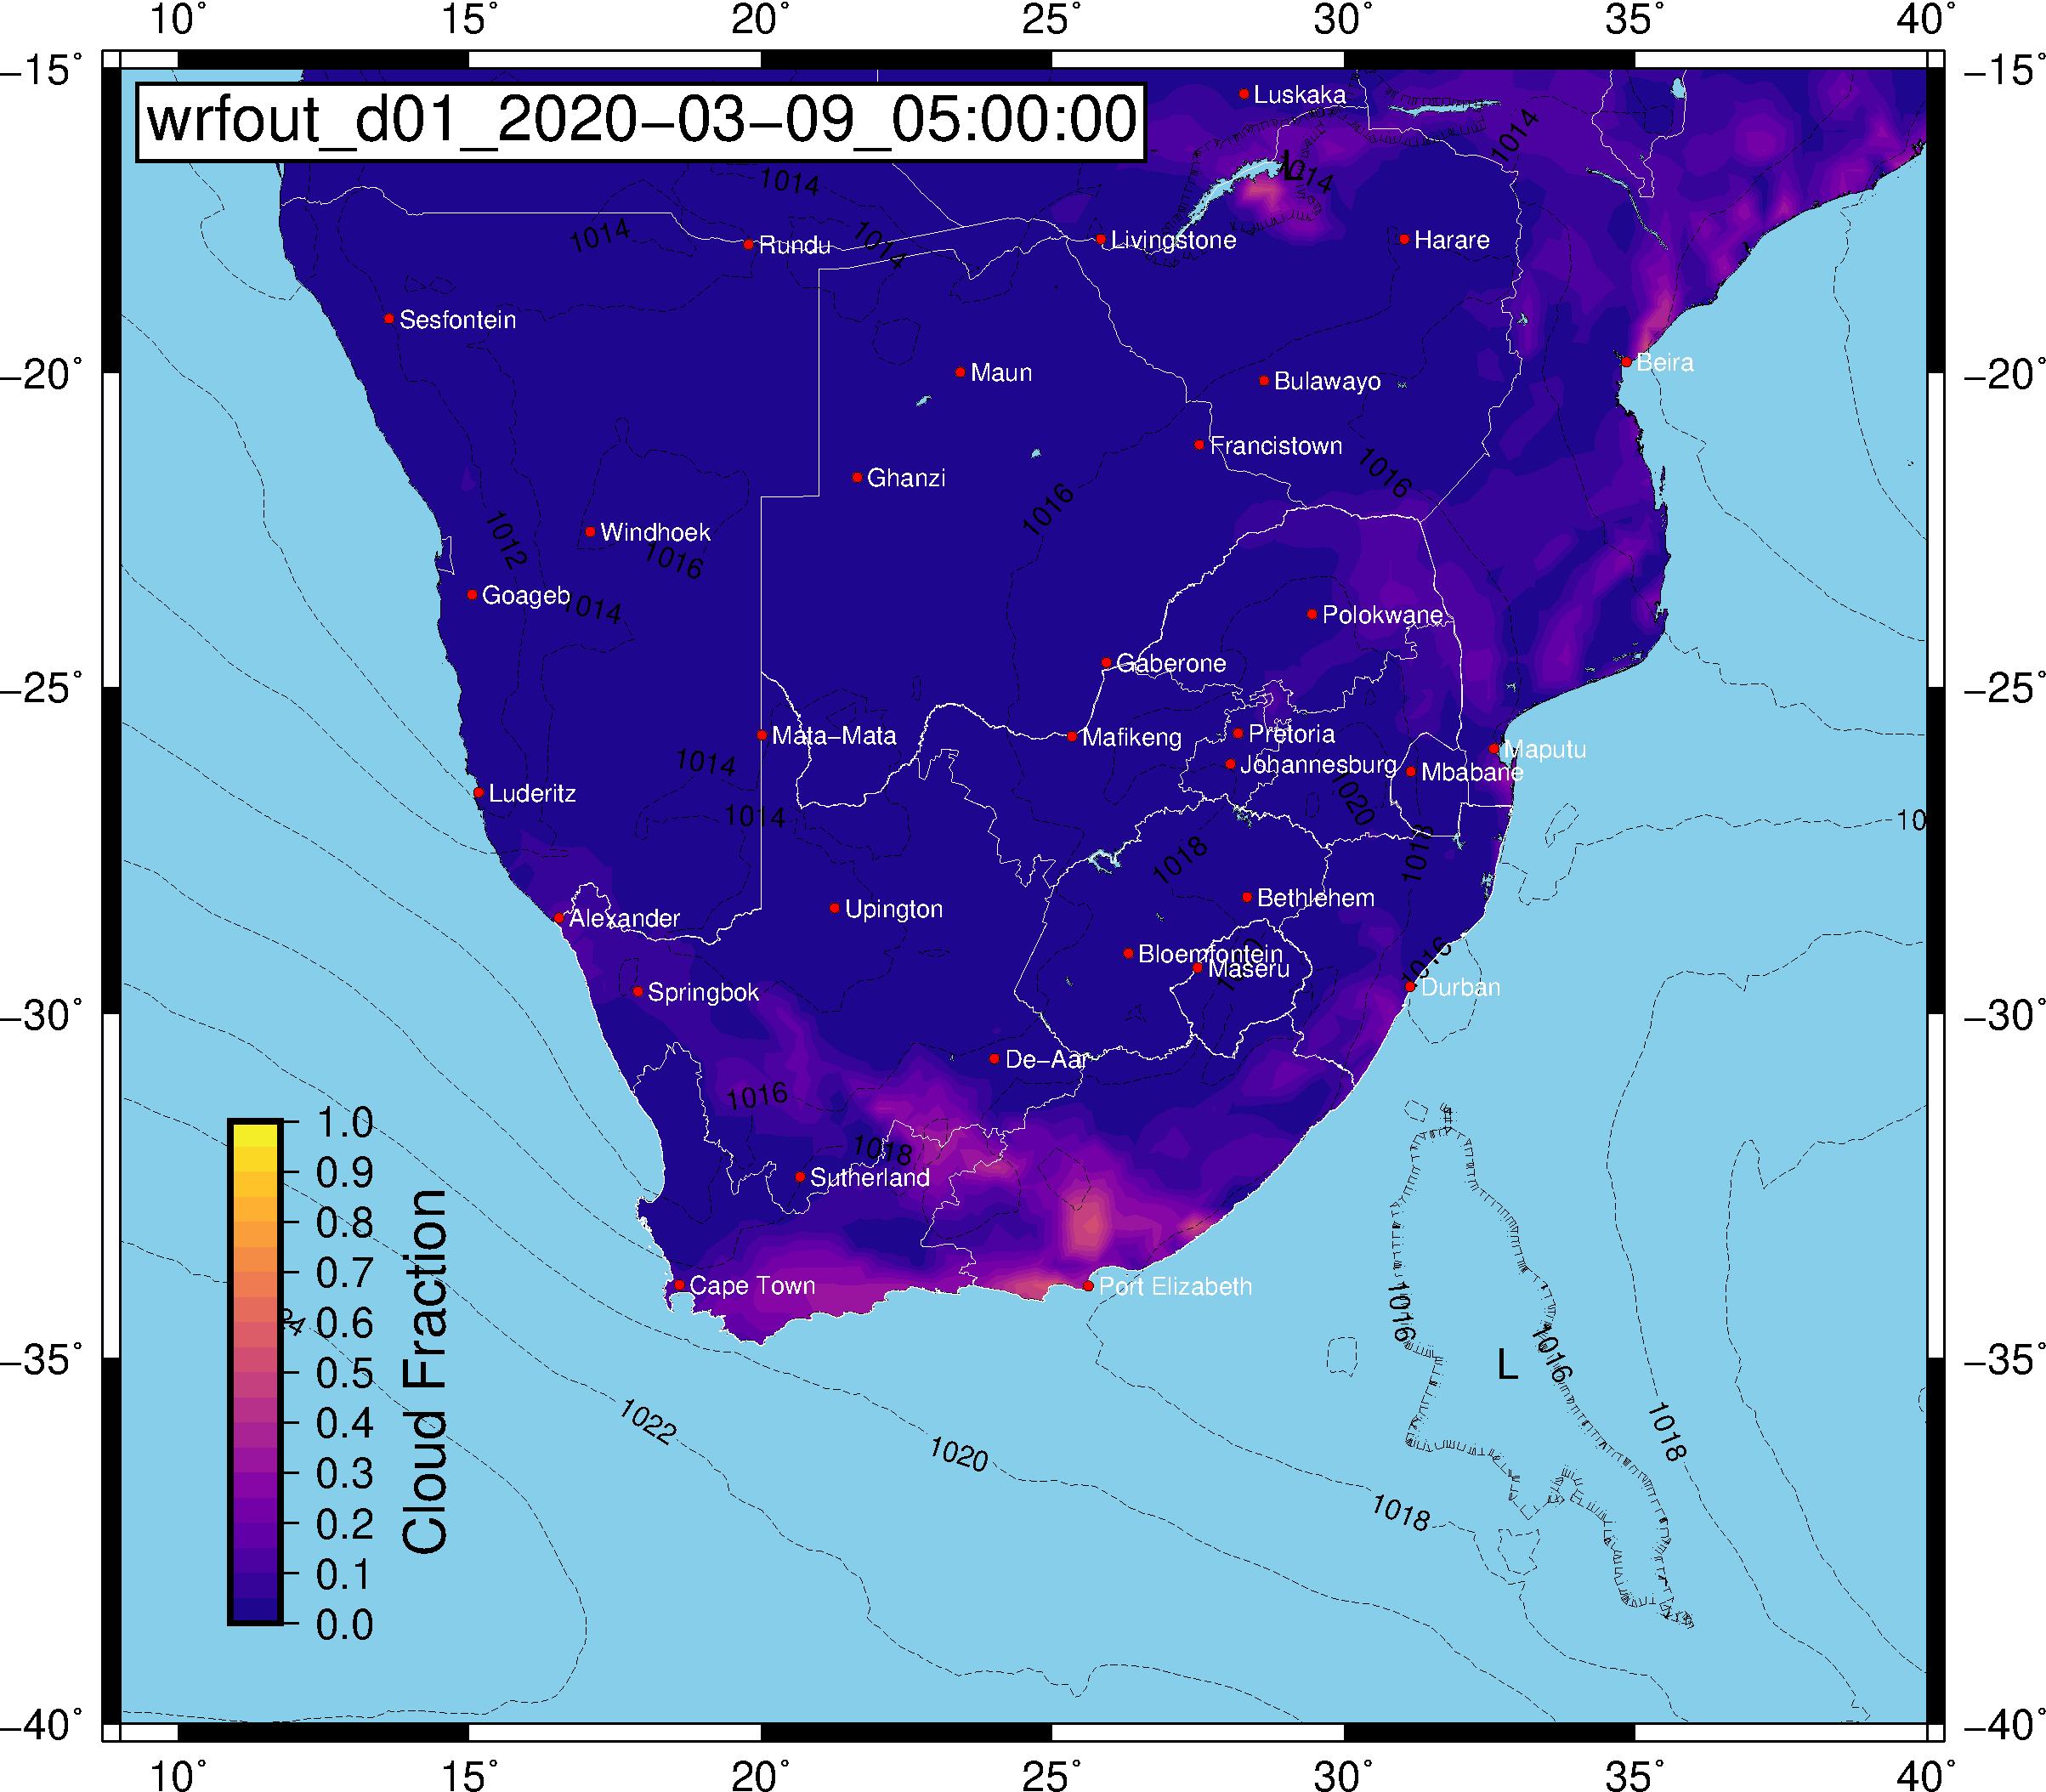 10° 15° 20° 25° 30° 35° 40°
−15° −15°
wrfout_d01_2020−03−09_05:00:00
Luskaka
1014
L
1014
1014
1014
1014
Rundu
Livingstone
Harare
Sesfontein
−20° −20°
Beira
Maun
Bulawayo
Francistown
1016
Ghanzi
1016
1012
Windhoek
1016
Goageb
1014
Polokwane
Gaberone
−25° −25°
Mata−Mata
Mafikeng
Pretoria
Maputu
1014
Johannesburg
Mbabane
Luderitz
1020
1014
10
1018
1018
Bethlehem
Upington
Alexander
Bloemfontein
1016
Maseru
Springbok
Durban
−30° −30°
De−Aar
1016
1018
Sutherland
Cape Town
Port Elizabeth
1016
1016
L
−35° −35°
1022
1020
1018
1018
1.0
0.9
0.8
0.7
0.6
0.5
0.4
0.3
0.2
0.1
0.0
Cloud Fraction
−40° −40°
10° 15° 20° 25° 30° 35° 40°